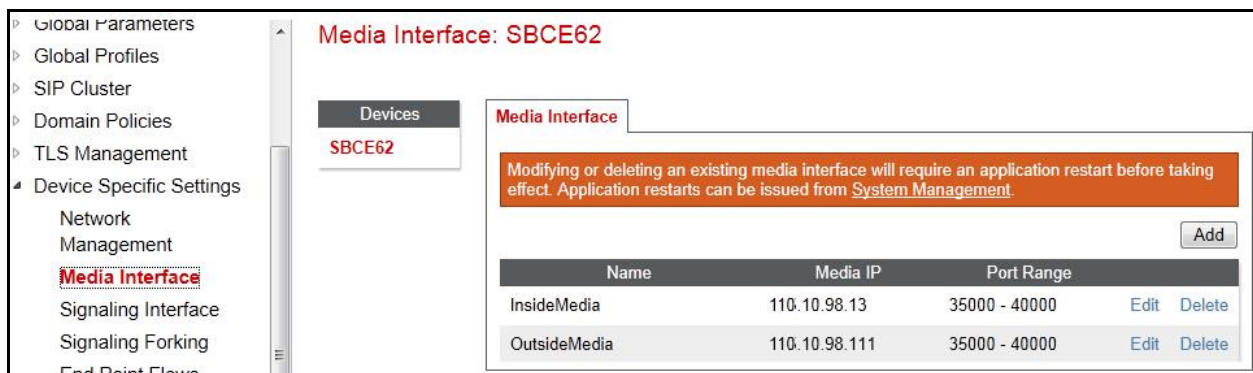 Global Parameters
Global Profiles
SIP Cluster
Domain Policies
TLS Management
Device Specific Settings
Network
Management
Media Interface
Signaling Interface
Signaling Forking
End Point Flows
Media Interface: SBCE62
Devices
SBCE62
Media Interface
Modifying or deleting an existing media interface will require an application restart before taking
effect. Application restarts can be issued from System Management.
Add
Name Media IP Port Range
InsideMedia 110.10.98.13 35000 - 40000 Edit Delete
OutsideMedia 110.10.98.111 35000 - 40000 Edit Delete